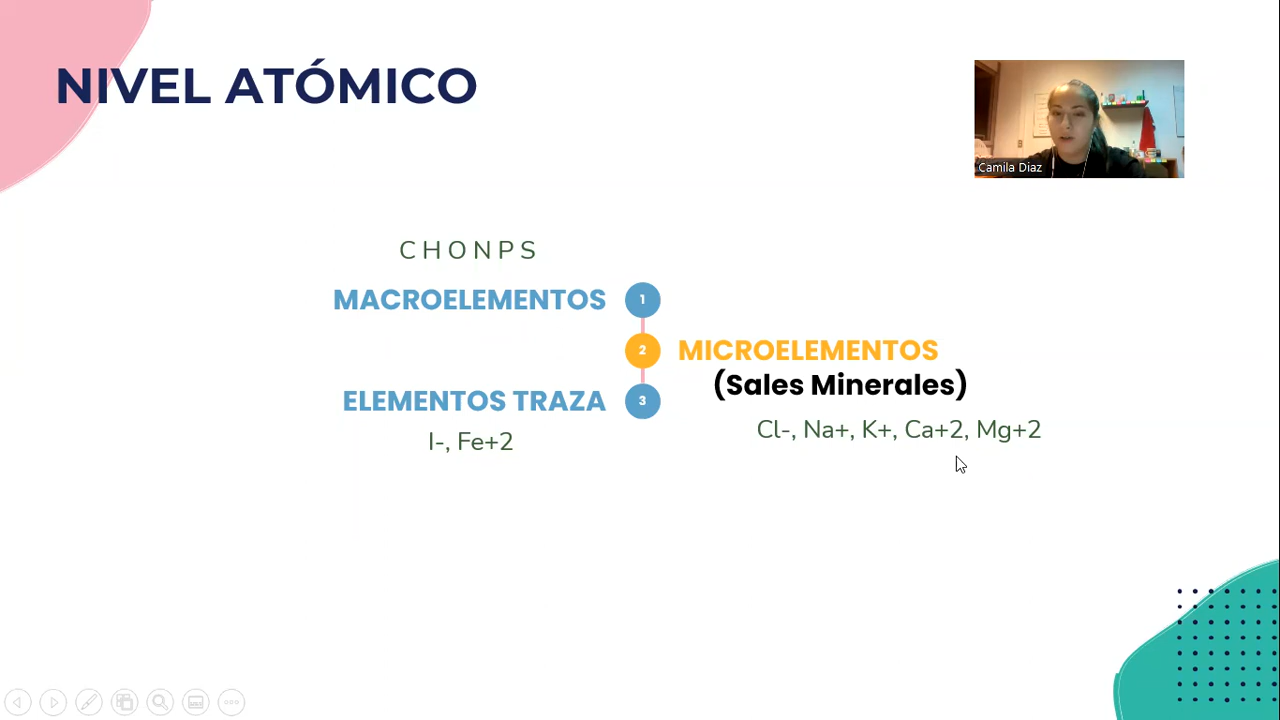 NIVEL ATÓMICO
Camila Diaz
C H O N P S
MACROELEMENTOS
1
2
MICROELEMENTOS
(Sales Minerales)
ELEMENTOS TRAZA
3
I-, Fe+2
Cl-, Na+, K+, Ca+2, Mg+2